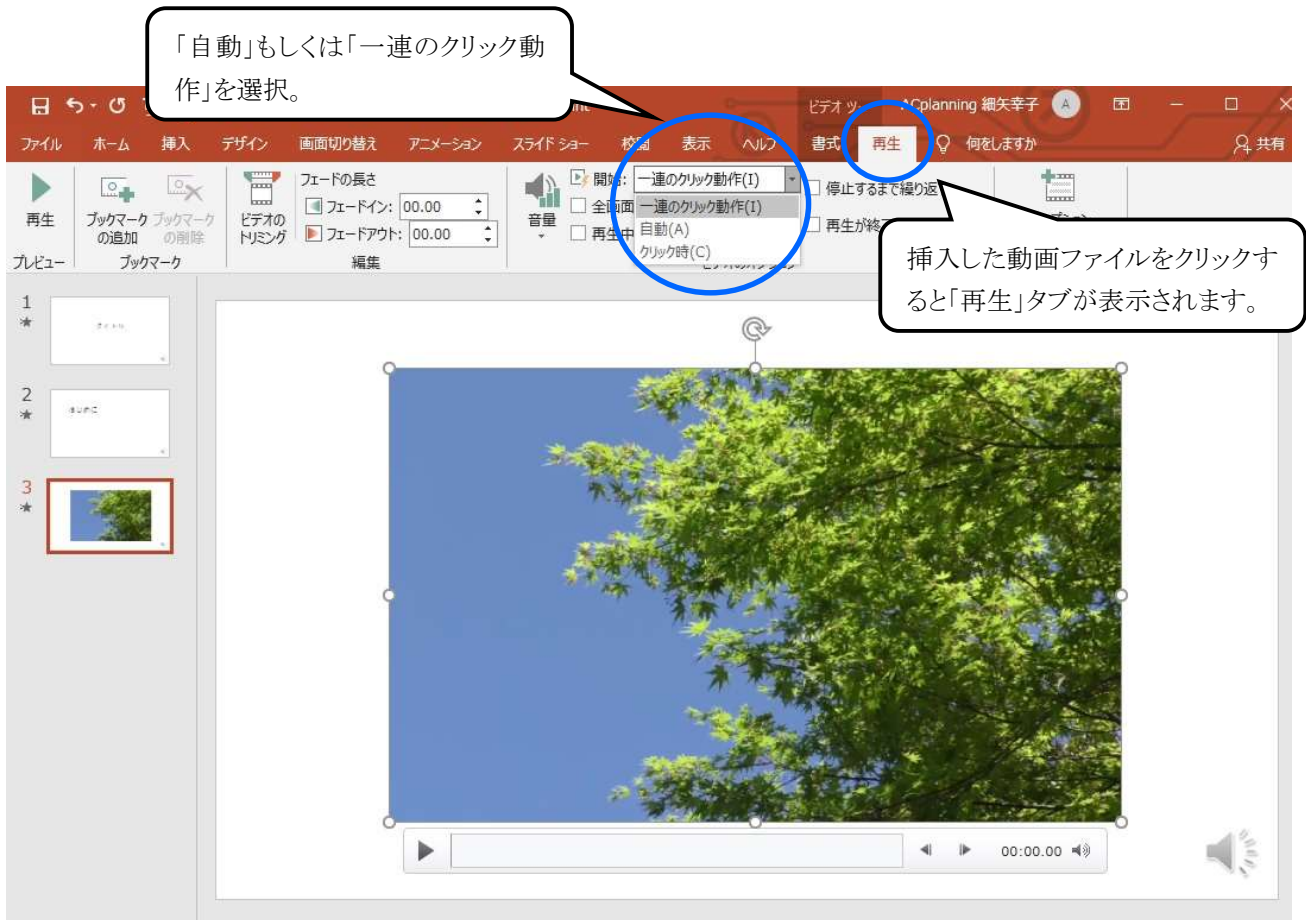 「自動」もしくは「一連のクリック動
作」を選択。
ビデオ ツ
ACplanning 細矢幸子
A
ファイル ホーム 挿入 デザイン 画面切り替え アニメーション スライド ショー 校閲 表示 ヘルプ 書式 再生 何をしますか 共有
再生
プレビュー
ブックマーク
の追加
ブックマーク
の削除
ブックマーク
ビデオの
トリミング
フェードの長さ
フェードイン: 00.00
フェードアウト: 00.00
編集
音量
開始: 一連のクリック動作(I)
全画面
再生中
一連のクリック動作(I)
自動(A)
クリック時(C)
停止するまで繰り返
再生が終
挿入した動画ファイルをクリックす
ると「再生」タブが表示されます。
1
2
はじめに
3
00:00.00